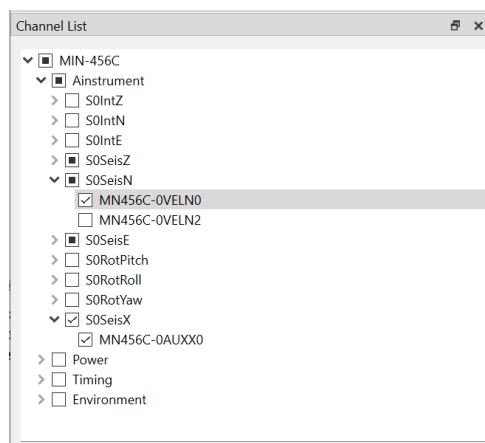 Channel List
MIN-456C
Ainstrument
S0IntZ
S0IntN
S0IntE
S0SeisZ
S0SeisN
MN456C-0VELN0
MN456C-0VELN2
S0SeisE
S0RotPitch
S0RotRoll
S0RotYaw
S0SeisX
MN456C-0AUXX0
Power
Timing
Environment